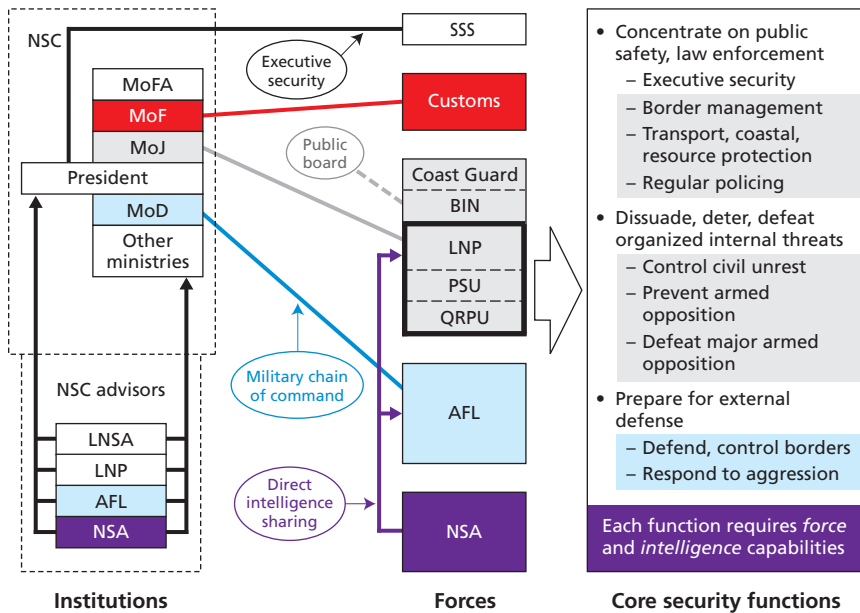 NSC
MoFA
MoF
MoJ
President
MoD
Other
ministries
NSC advisors
LNSA
LNP
AFL
NSA
Institutions
Executive
security
Public
board
Military chain
of command
Direct
intelligence
sharing
SSS
Customs
Coast Guard
BIN
LNP
PSU
QRPU
AFL
NSA
Forces
• Concentrate on public
safety, law enforcement
– Executive security
– Border management
– Transport, coastal,
resource protection
– Regular policing
• Dissuade, deter, defeat
organized internal threats
– Control civil unrest
– Prevent armed
opposition
– Defeat major armed
opposition
• Prepare for external
defense
– Defend, control borders
– Respond to aggression
Each function requires force
and intelligence capabilities
Core security functions